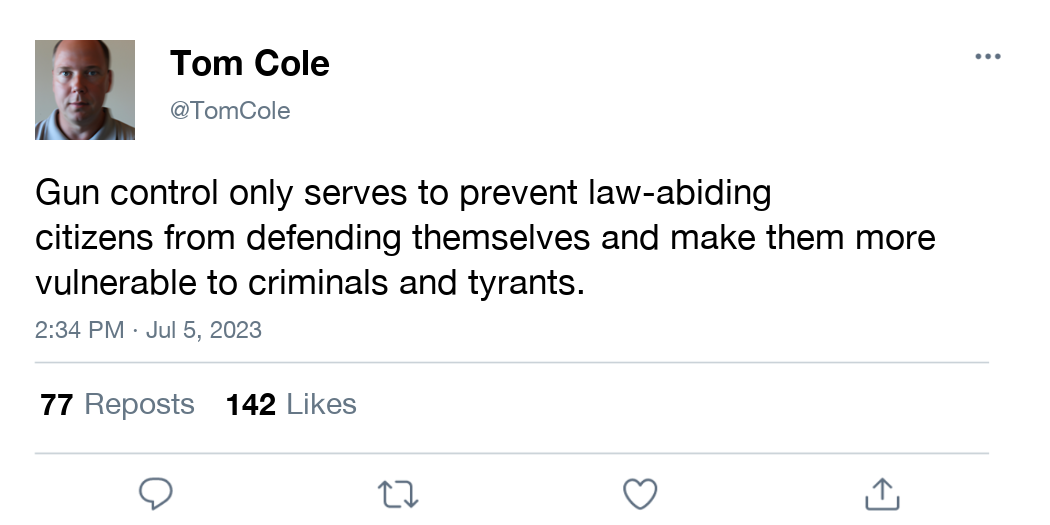 Tom Cole
@TomCole
Gun control only serves to prevent law-abiding
citizens from defending themselves and make them more
vulnerable to criminals and tyrants.
2:34 PM · Jul 5, 2023
77 Reposts 142 Likes